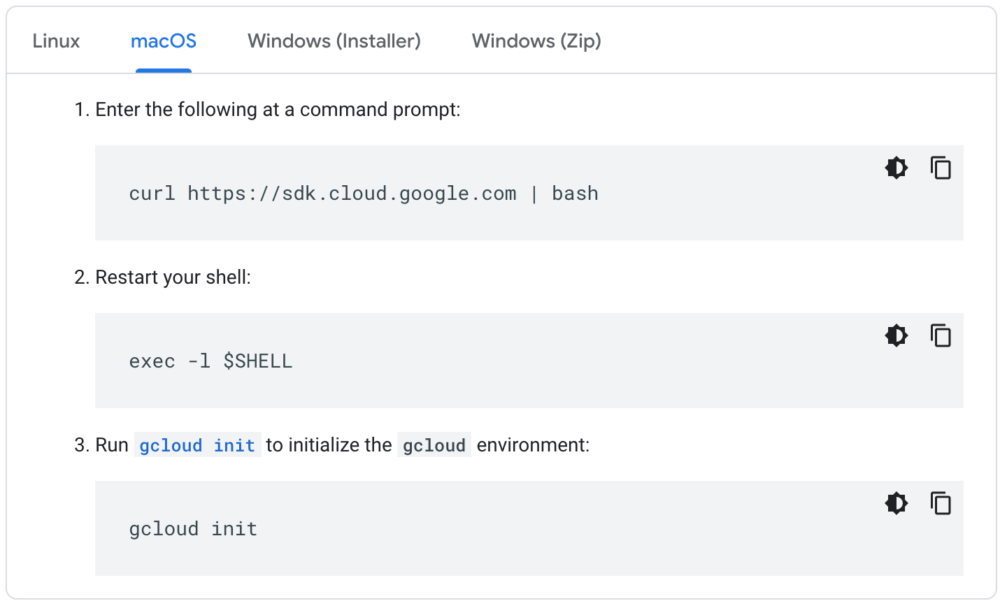 Linux macOS Windows (Installer) Windows (Zip)
1. Enter the following at a command prompt:
curl https://sdk.cloud.google.com | bash
2. Restart your shell:
exec -l $SHELL
3. Run gcloud init to initialize the gcloud environment:
gcloud init